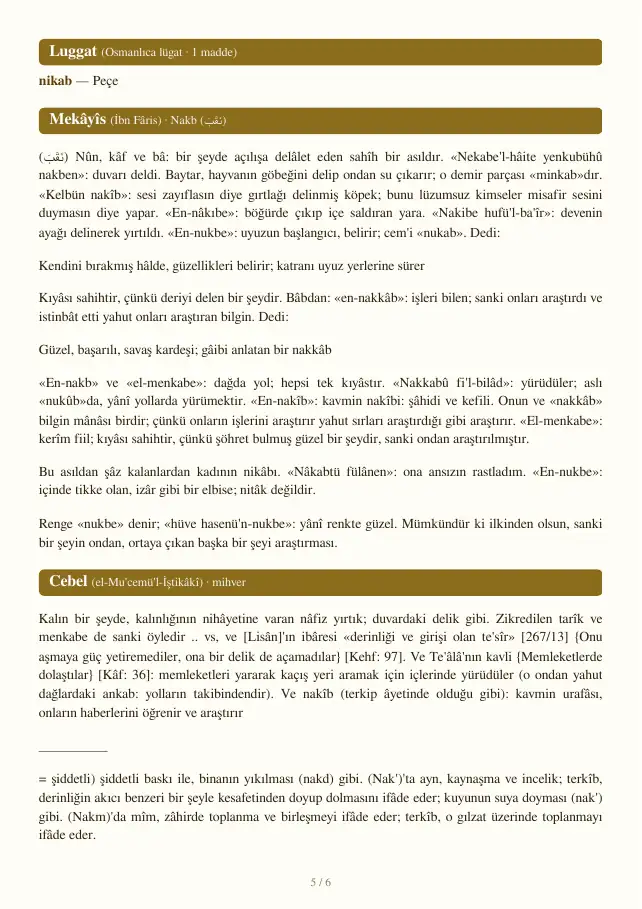 Luggat (Osmanlıca lügat · 1 madde)
nikab — Peçe
Mekâyîs (İbn Fâris) · Nakb (نَقَبَ)
(نَقَبَ) Nûn, kâf ve bâ: bir şeyde açılışa delâlet eden sahîh bir asıldır. «Nekabe'l-hâite yenkubühû
nakben»: duvarı deldi. Baytar, hayvanın göbeğini delip ondan su çıkarır; o demir parçası «minkab»dır.
«Kelbün nakîb»: sesi zayıflasın diye gırtlağı delinmiş köpek; bunu lüzumsuz kimseler misafir sesini
duymasın diye yapar. «En-nâkıbe»: böğürde çıkıp içe saldıran yara. «Nakibe hufü'l-ba'îr»: devenin
ayağı delinerek yırtıldı. «En-nukbe»: uyuzun başlangıcı, belirir; cem'i «nukab». Dedi:
Kendini bırakmış hâlde, güzellikleri belirir; katranı uyuz yerlerine sürer
Kıyâsı sahihtir, çünkü deriyi delen bir şeydir. Bâbdan: «en-nakkâb»: işleri bilen; sanki onları araştırdı ve
istinbât etti yahut onları araştıran bilgin. Dedi:
Güzel, başarılı, savaş kardeşi; gâibi anlatan bir nakkâb
«En-nakb» ve «el-menkabe»: dağda yol; hepsi tek kıyâstır. «Nakkabû fi'l-bilâd»: yürüdüler; aslı
«nukûb»da, yânî yollarda yürümektir. «En-nakîb»: kavmin nakîbi: şâhidi ve kefili. Onun ve «nakkâb»
bilgin mânâsı birdir; çünkü onların işlerini araştırır yahut sırları araştırdığı gibi araştırır. «El-menkabe»:
kerîm fiil; kıyâsı sahihtir, çünkü şöhret bulmuş güzel bir şeydir, sanki ondan araştırılmıştır.
Bu asıldan şâz kalanlardan kadının nikâbı. «Nâkabtü fülânen»: ona ansızın rastladım. «En-nukbe»:
içinde tikke olan, izâr gibi bir elbise; nitâk değildir.
Renge «nukbe» denir; «hüve hasenü'n-nukbe»: yânî renkte güzel. Mümkündür ki ilkinden olsun, sanki
bir şeyin ondan, ortaya çıkan başka bir şeyi araştırması.
Cebel (el-Mu'cemü'l-İştikâkî) · mihver
Kalın bir şeyde, kalınlığının nihâyetine varan nâfiz yırtık; duvardaki delik gibi. Zikredilen tarîk ve
menkabe de sanki öyledir .. vs, ve [Lisân]'ın ibâresi «derinliği ve girişi olan te'sîr» [267/13] {Onu
aşmaya güç yetiremediler, ona bir delik de açamadılar} [Kehf: 97]. Ve Te'âlâ'nın kavli {Memleketlerde
dolaştılar} [Kâf: 36]: memleketleri yararak kaçış yeri aramak için içlerinde yürüdüler (o ondan yahut
dağlardaki ankab: yolların takibindendir). Ve nakîb (terkip âyetinde olduğu gibi): kavmin urafâsı,
onların haberlerini öğrenir ve araştırır
= şiddetli) şiddetli baskı ile, binanın yıkılması (nakd) gibi. (Nak')'ta ayn, kaynaşma ve incelik; terkîb,
derinliğin akıcı benzeri bir şeyle kesafetinden doyup dolmasını ifâde eder; kuyunun suya doyması (nak')
gibi. (Nakm)'da mîm, zâhirde toplanma ve birleşmeyi ifâde eder; terkîb, o gılzat üzerinde toplanmayı
ifâde eder.
5 / 6